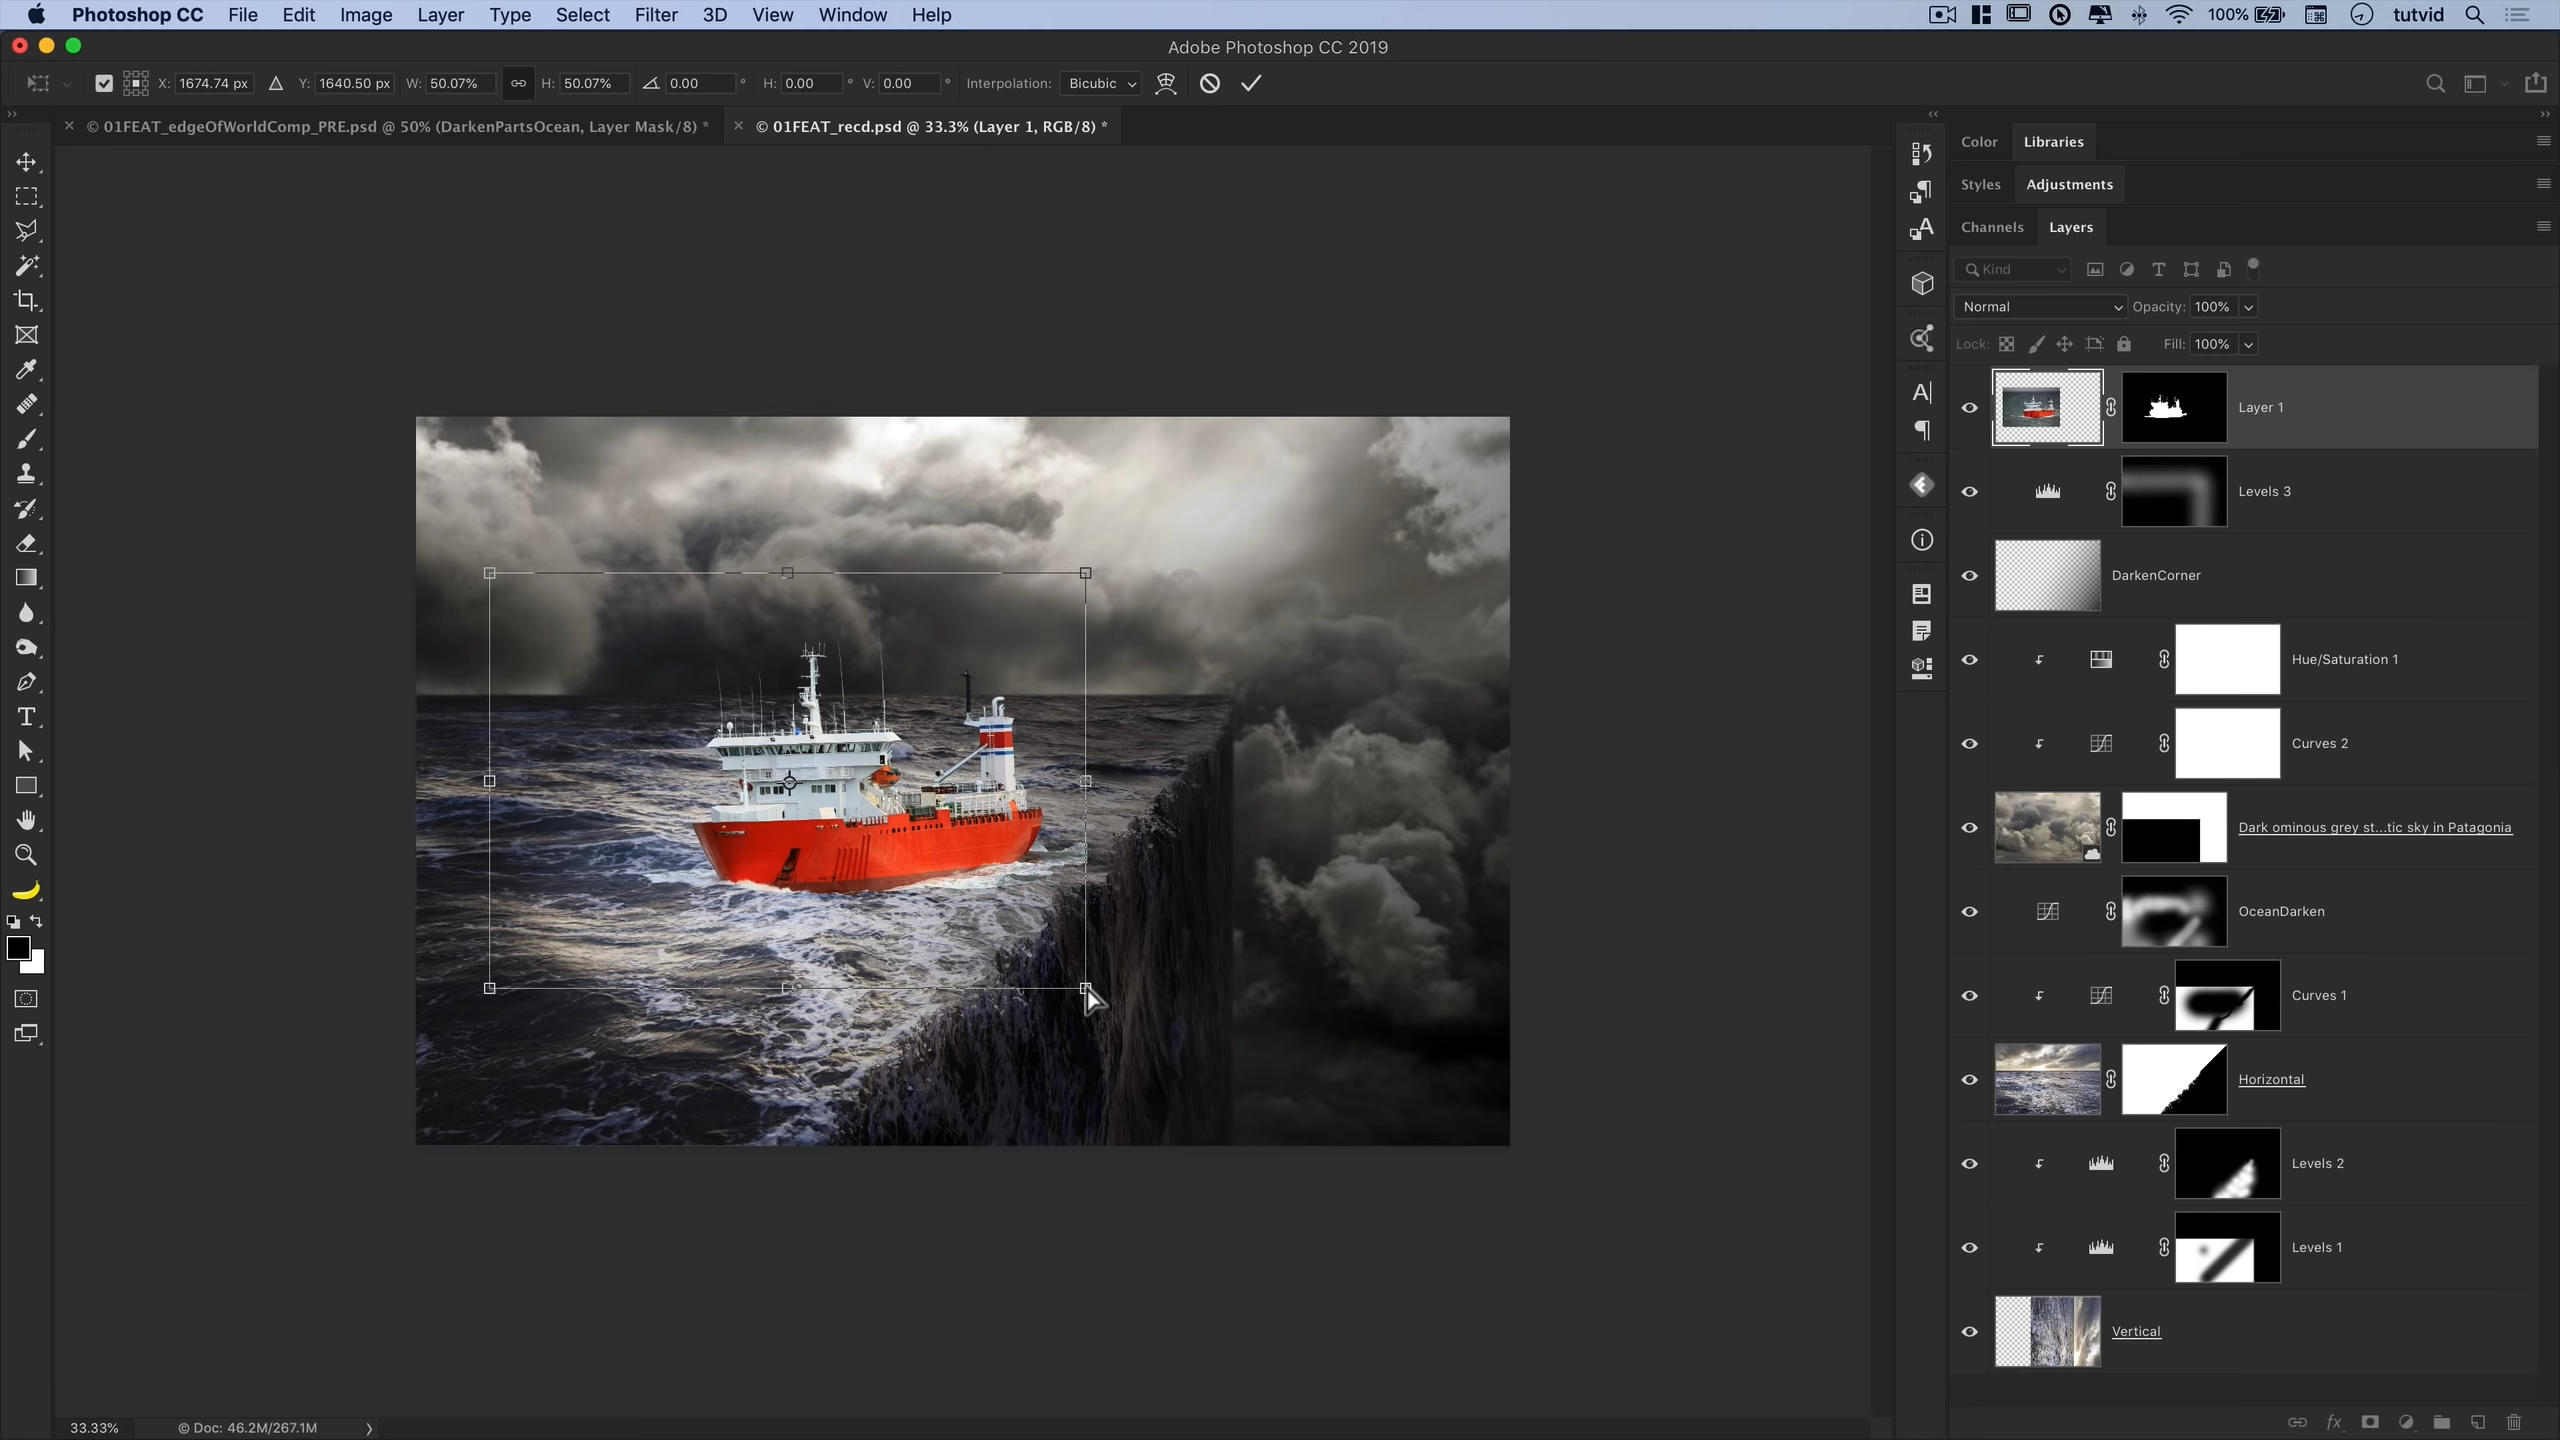 Photoshop CC File Edit Image Layer Type Select Filter 3D View Window Help 100% tutvid
Adobe Photoshop CC 2019
X: 1674.74 px Y: 1640.50 px W: 50.07% H: 50.07% 0.00 ° H: 0.00 ° V: 0.00 ° Interpolation: Bicubic
© 01FEAT_edgeOfWorldComp_PRE.psd @ 50% (DarkenPartsOcean, Layer Mask/8) *
© 01FEAT_recd.psd @ 33.3% (Layer 1, RGB/8) *
Color Libraries
Styles Adjustments
Channels Layers
Kind
Normal Opacity: 100%
Lock: Fill: 100%
Layer 1
Levels 3
DarkenCorner
Hue/Saturation 1
Curves 2
Dark ominous grey st...tic sky in Patagonia
OceanDarken
Curves 1
Horizontal
Levels 2
Levels 1
Vertical
33.33% © Doc: 46.2M/267.1M
fx